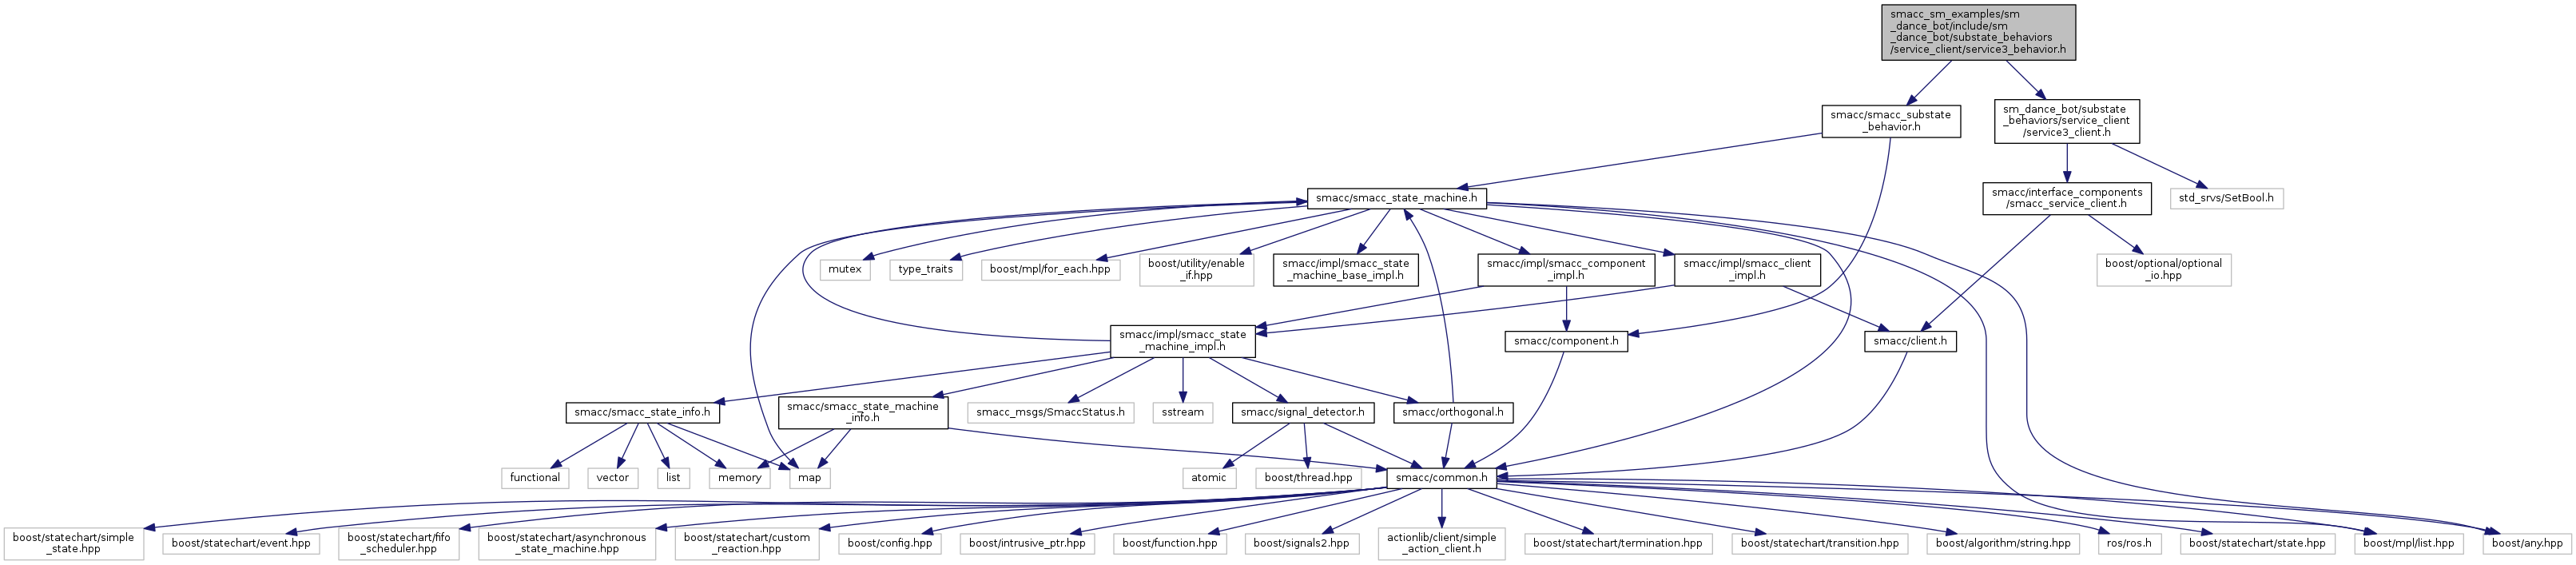 smacc_sm_examples/sm
_dance_bot/include/sm
_dance_bot/substate_behaviors
/service_client/service3_behavior.h
smacc/smacc_substate
_behavior.h
sm_dance_bot/substate
_behaviors/service_client
/service3_client.h
smacc/smacc_state_machine.h
smacc/interface_components
/smacc_service_client.h
std_srvs/SetBool.h
mutex
type_traits
boost/mpl/for_each.hpp
boost/utility/enable
_if.hpp
smacc/impl/smacc_state
_machine_base_impl.h
smacc/impl/smacc_component
_impl.h
smacc/impl/smacc_client
_impl.h
boost/optional/optional
_io.hpp
smacc/impl/smacc_state
_machine_impl.h
smacc/component.h
smacc/client.h
smacc/smacc_state_info.h
smacc/smacc_state_machine
_info.h
smacc_msgs/SmaccStatus.h
sstream
smacc/signal_detector.h
smacc/orthogonal.h
functional
vector
list
memory
map
atomic
boost/thread.hpp
smacc/common.h
boost/statechart/simple
_state.hpp
boost/statechart/event.hpp
boost/statechart/fifo
_scheduler.hpp
boost/statechart/asynchronous
_state_machine.hpp
boost/statechart/custom
_reaction.hpp
boost/config.hpp
boost/intrusive_ptr.hpp
boost/function.hpp
boost/signals2.hpp
actionlib/client/simple
_action_client.h
boost/statechart/termination.hpp
boost/statechart/transition.hpp
boost/algorithm/string.hpp
ros/ros.h
boost/statechart/state.hpp
boost/mpl/list.hpp
boost/any.hpp